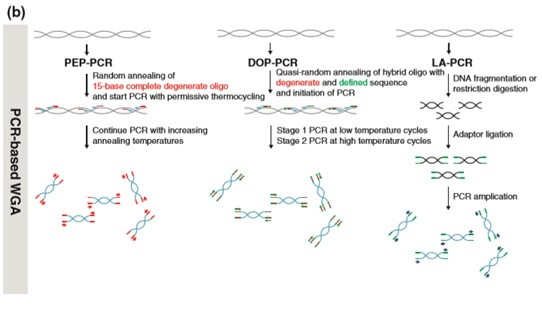 (b)
PCR-based WGA
PEP-PCR
Random annealing of
15-base complete degenerate oligo
and start PCR with permissive thermocycling
Continue PCR with increasing
annealing temperatures
DOP-PCR
Quasi-random annealing of hybrid oligo with
degenerate and defined sequence
and initiation of PCR
Stage 1 PCR at low temperature cycles
Stage 2 PCR at high temperature cycles
LA-PCR
DNA fragmentation or
restriction digestion
Adaptor ligation
PCR amplication